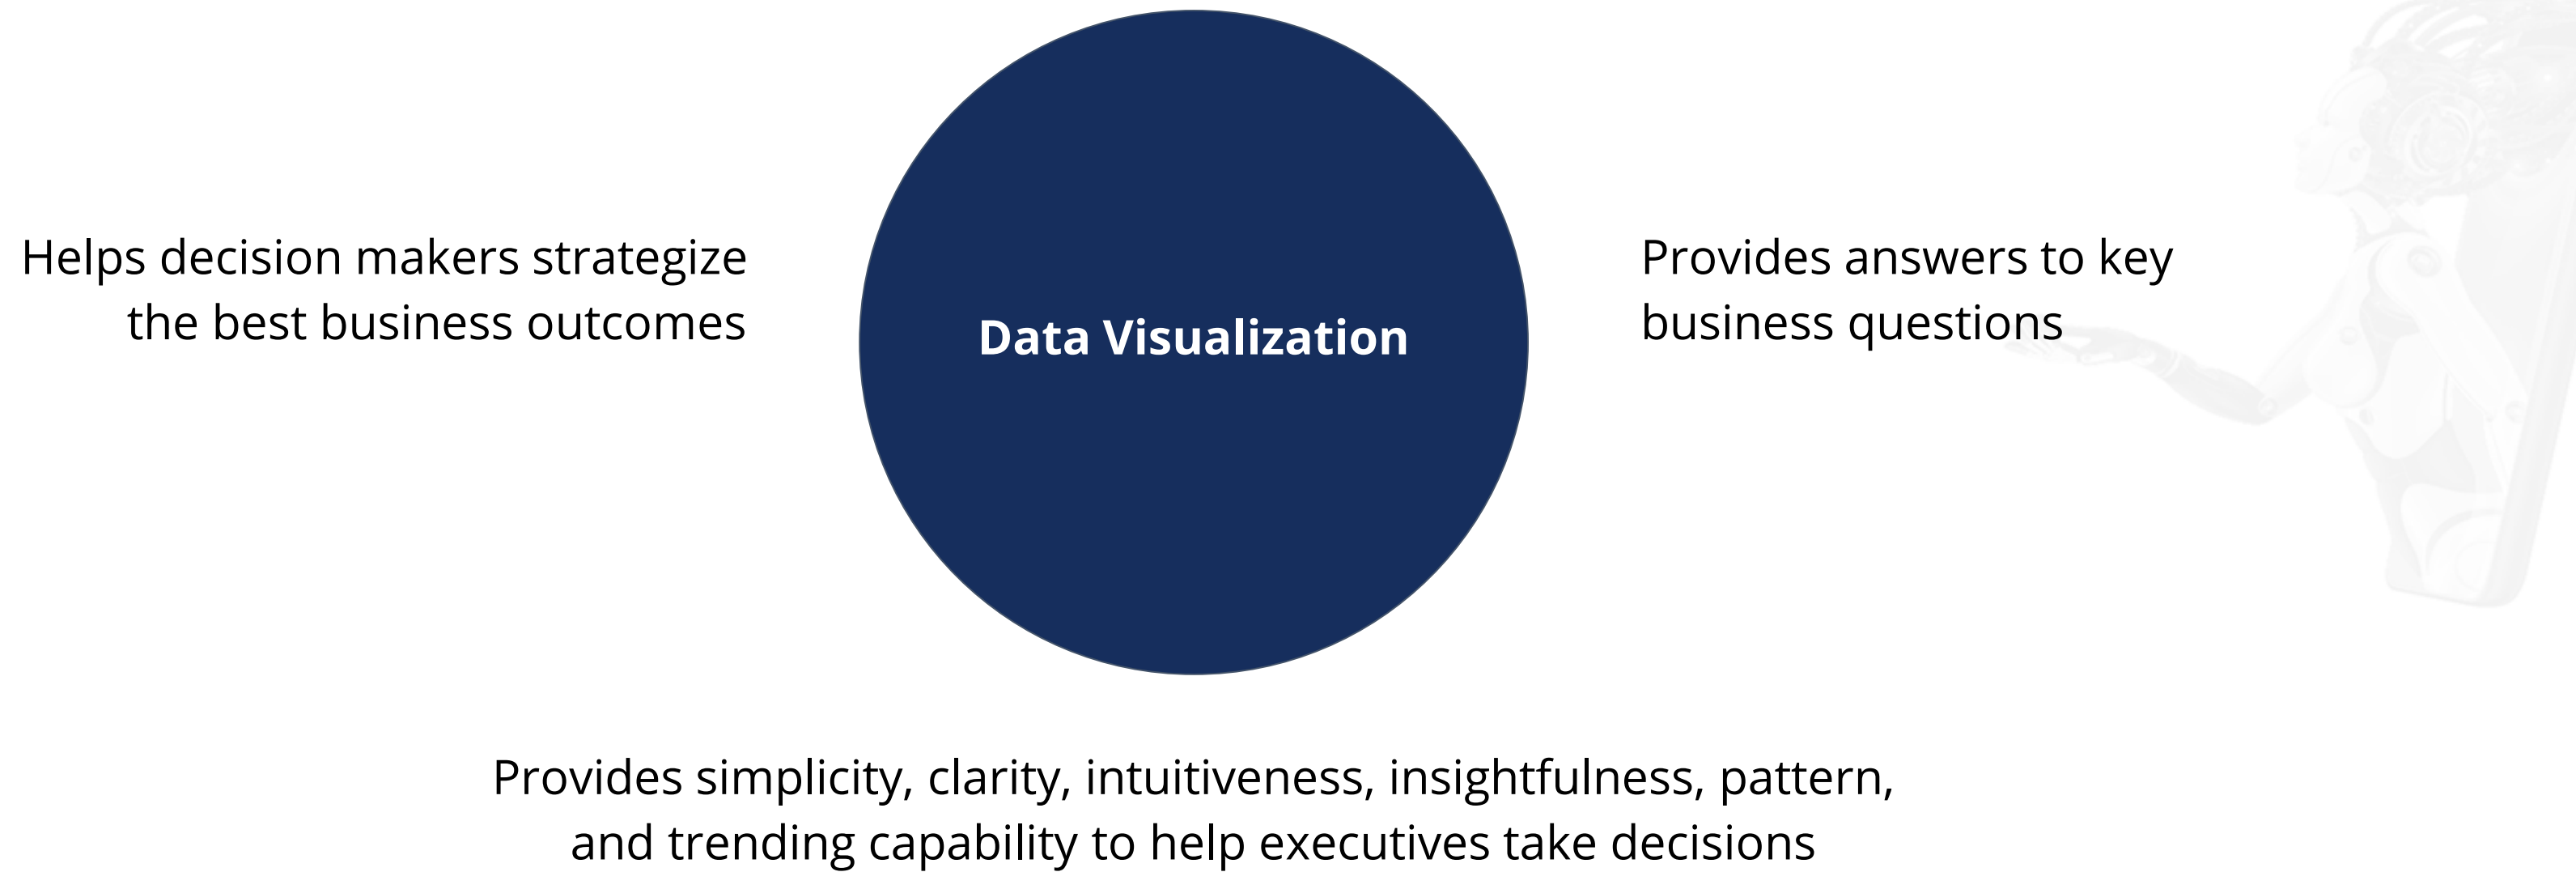 Helps decision makers strategize
the best business outcomes
Data Visualization
Provides answers to key
business questions
Provides simplicity, clarity, intuitiveness, insightfulness, pattern,
and trending capability to help executives take decisions